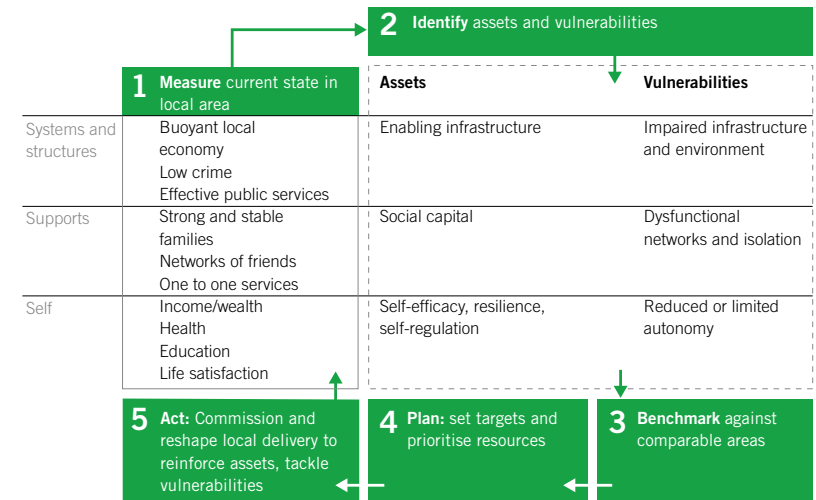 2 Identify assets and vulnerabilities
1 Measure current state in
local area
Assets
Vulnerabilities
Systems and
structures
Buoyant local
economy
Low crime
Effective public services
Enabling infrastructure
Impaired infrastructure
and environment
Supports
Strong and stable
families
Networks of friends
One to one services
Social capital
Dysfunctional
networks and isolation
Self
Income/wealth
Health
Education
Life satisfaction
Self-efficacy, resilience,
self-regulation
Reduced or limited
autonomy
5 Act: Commission and
reshape local delivery to
reinforce assets, tackle
vulnerabilities
4 Plan: set targets and
prioritise resources
3 Benchmark against
comparable areas